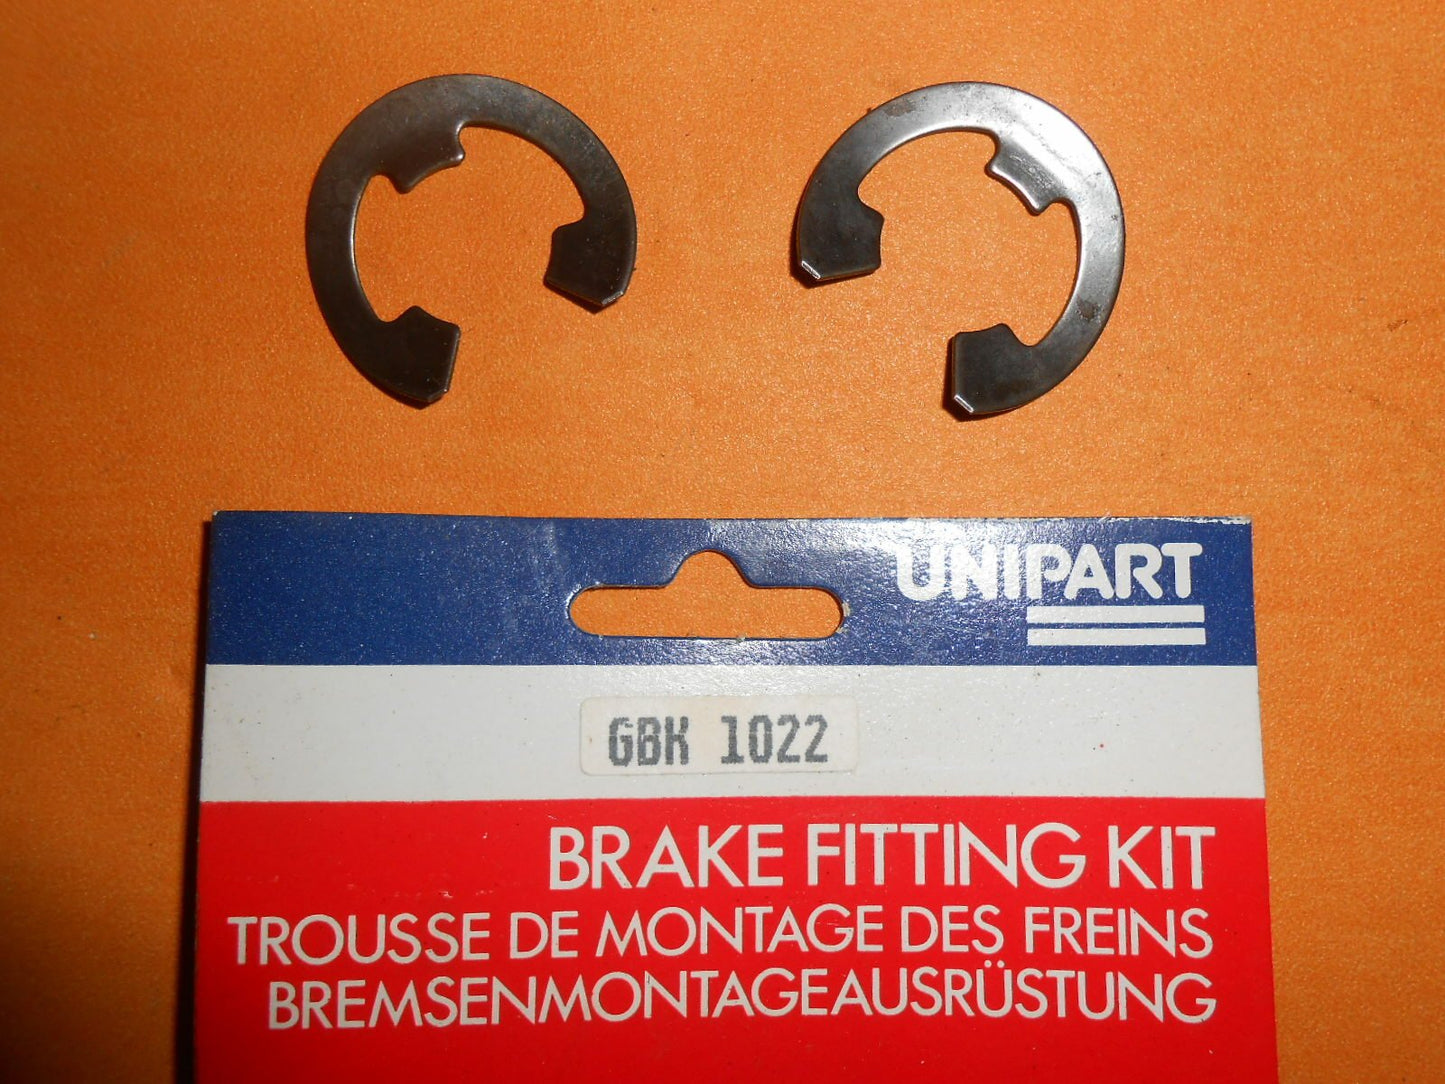 UNIPART
GBK 1022
BRAKE FITTING KIT
TROUSSE DE MONTAGE DES FREINS
BREMSENMONTAGEAUSRÜSTUNG